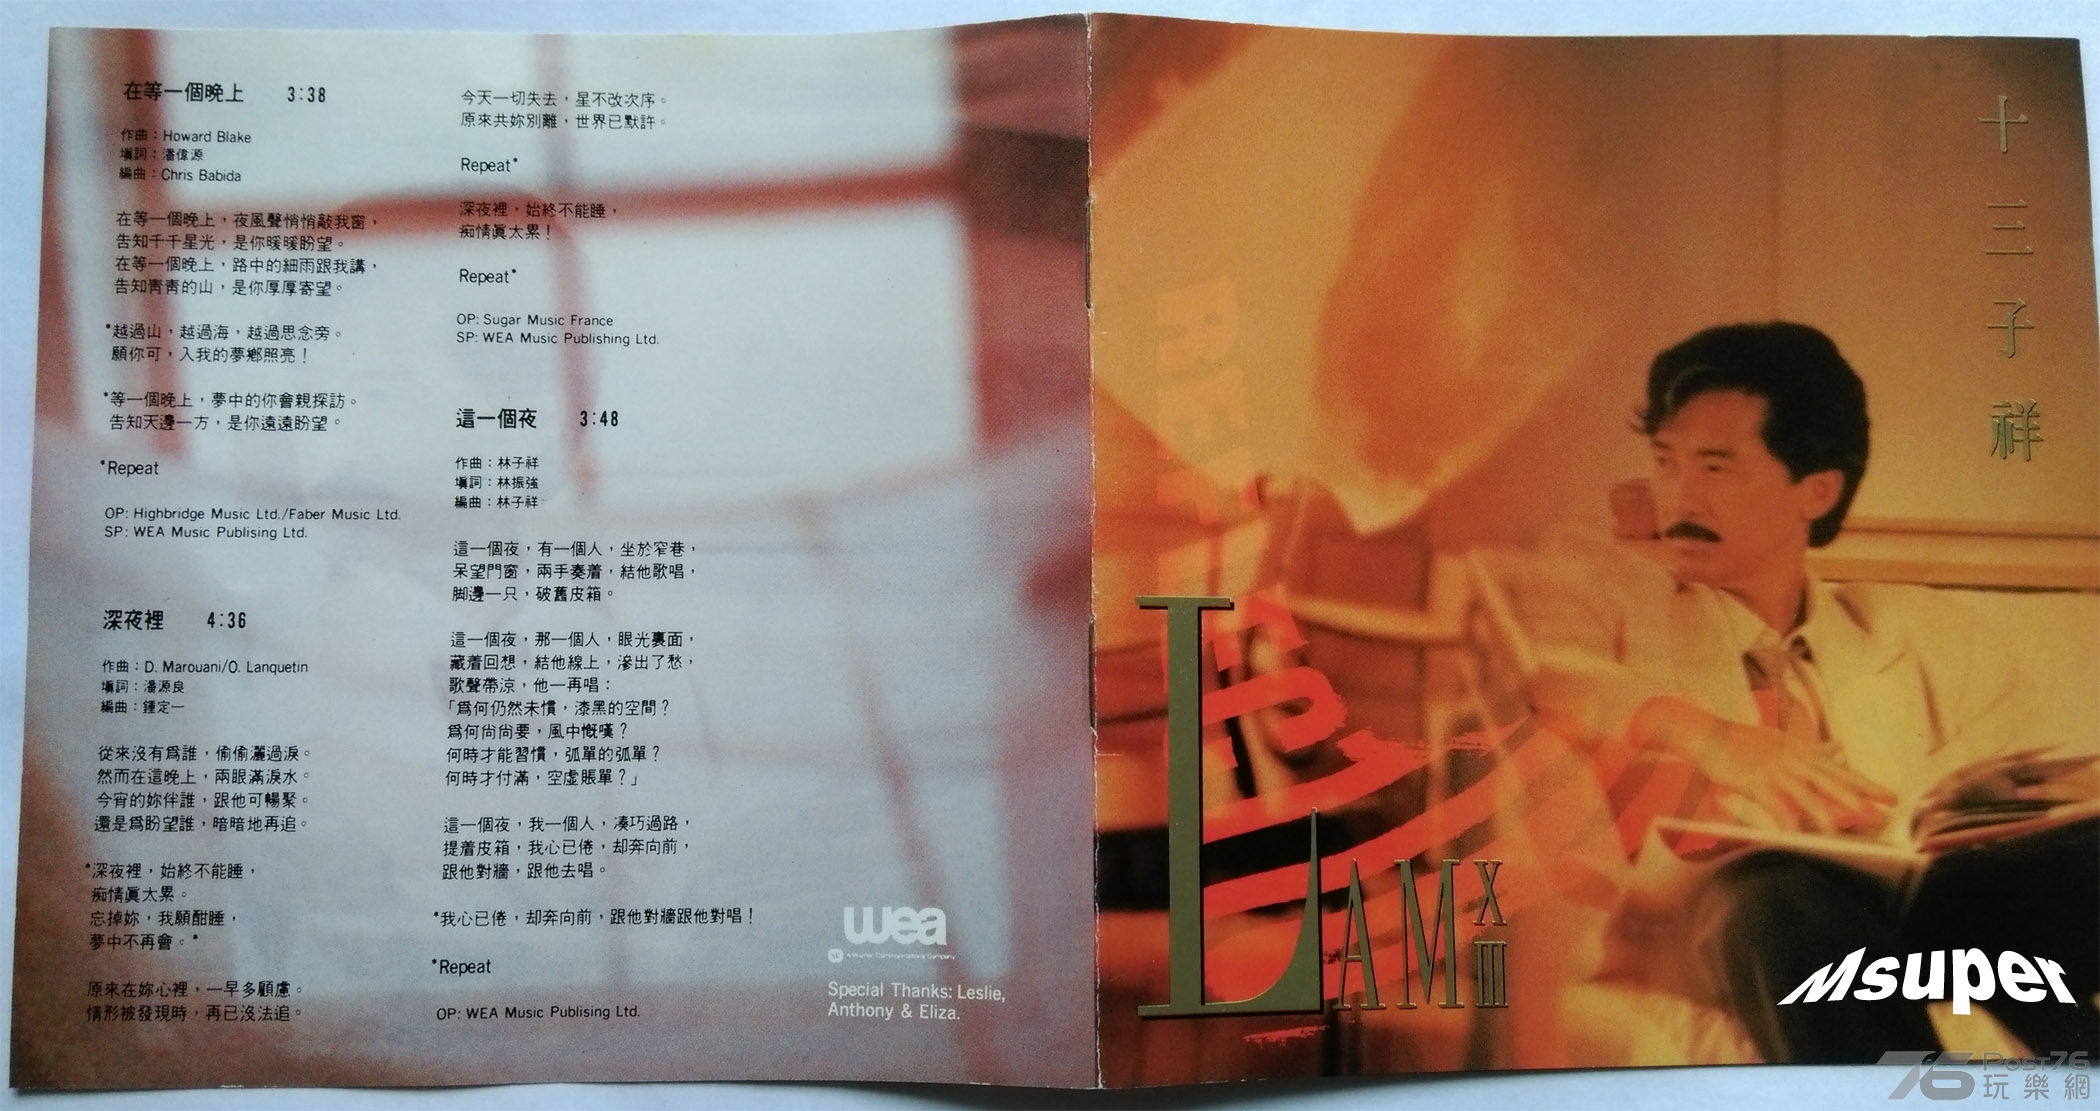 在等一個晚上 3:38
作曲：Howard Blake
塡詞：潘偉源
編曲：Chris Babida
在等一個晚上，夜風聲悄悄敲我窗，
告知千千星光，是你暖暖盼望。
在等一個晚上，路中的細雨跟我講，
告知靑靑的山，是你厚厚寄望。
*越過山，越過海，越過思念旁。
願你可，入我的夢鄉照亮！
*等一個晚上，夢中的你會親探訪。
告知天邊一方，是你遠遠盼望。
*Repeat
OP: Highbridge Music Ltd./Faber Music Ltd.
SP: WEA Music Publising Ltd.
深夜裡 4:36
作曲：D. Marouani/O. Lanquetin
塡詞：潘源良
編曲：鍾定一
從來沒有爲誰，偷偷灑過淚。
然而在這晚上，兩眼滿淚水。
今宵的妳伴誰，跟他可暢聚。
還是爲盼望誰，暗暗地再追。
*深夜裡，始終不能睡，
痴情眞太累。
忘掉妳，我願酣睡，
夢中不再會。*
原來在妳心裡，一早多顧慮。
情形被發現時，再已沒法追。
今天一切失去，星不改次序。
原來共妳別離，世界已默許。
Repeat*
深夜裡，始終不能睡，
痴情眞太累！
Repeat*
OP: Sugar Music France
SP: WEA Music Publishing Ltd.
這一個夜 3:48
作曲：林子祥
塡詞：林振強
編曲：林子祥
這一個夜，有一個人，坐於窄巷，
呆望門窗，兩手奏着，結他歌唱，
脚邊一只，破舊皮箱。
這一個夜，那一個人，眼光裏面，
藏着回想，結他線上，滲出了愁，
歌聲帶涼，他一再唱：
「爲何仍然未慣，漆黑的空間？
爲何尙尙要，風中慨嘆？
何時才能習慣，孤單的孤單？
何時才付滿，空虛賬單？」
這一個夜，我一個人，凑巧過路，
提着皮箱，我心已倦，却奔向前，
跟他對牆，跟他去唱。
*我心已倦，却奔向前，跟他對牆跟他對唱！
*Repeat
OP: WEA Music Publising Ltd.
wea
A Warner Communications Company
Special Thanks: Leslie,
Anthony & Eliza.
十三子祥
LAM XIII
Msuper
76 Post76
玩樂網